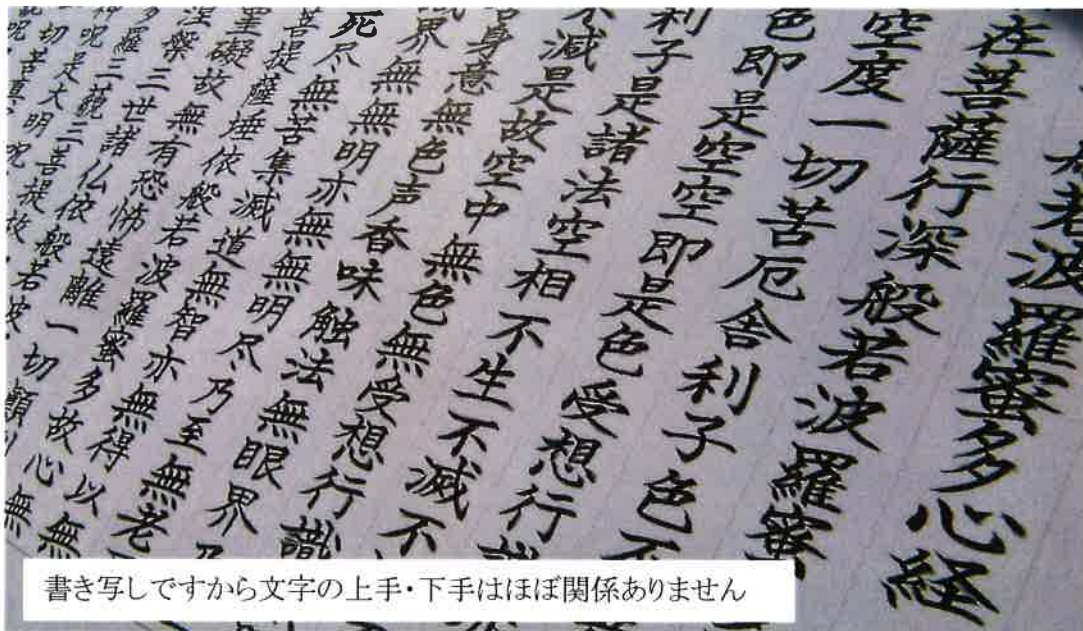 若波羅蜜多心経
在菩薩行深般若波羅蜜
空度一切苦厄舎利子色不
色即是空空即是色受想行識
利子是諸法空相不生不滅不
不滅是故空中無色無受想行識
身意無色声香味触法無眼界乃
識界無無明亦無無明尽乃至無老
死尽無苦集滅道無智亦無得以無
菩提薩埵依般若波羅蜜多故心無
罣礙故無有恐怖遠離一切顛
涅槃三世諸仏依般若波
多羅三藐三菩提故
神呪是大明呪
切苦真
書き写しですから文字の上手・下手はほぼ関係ありません